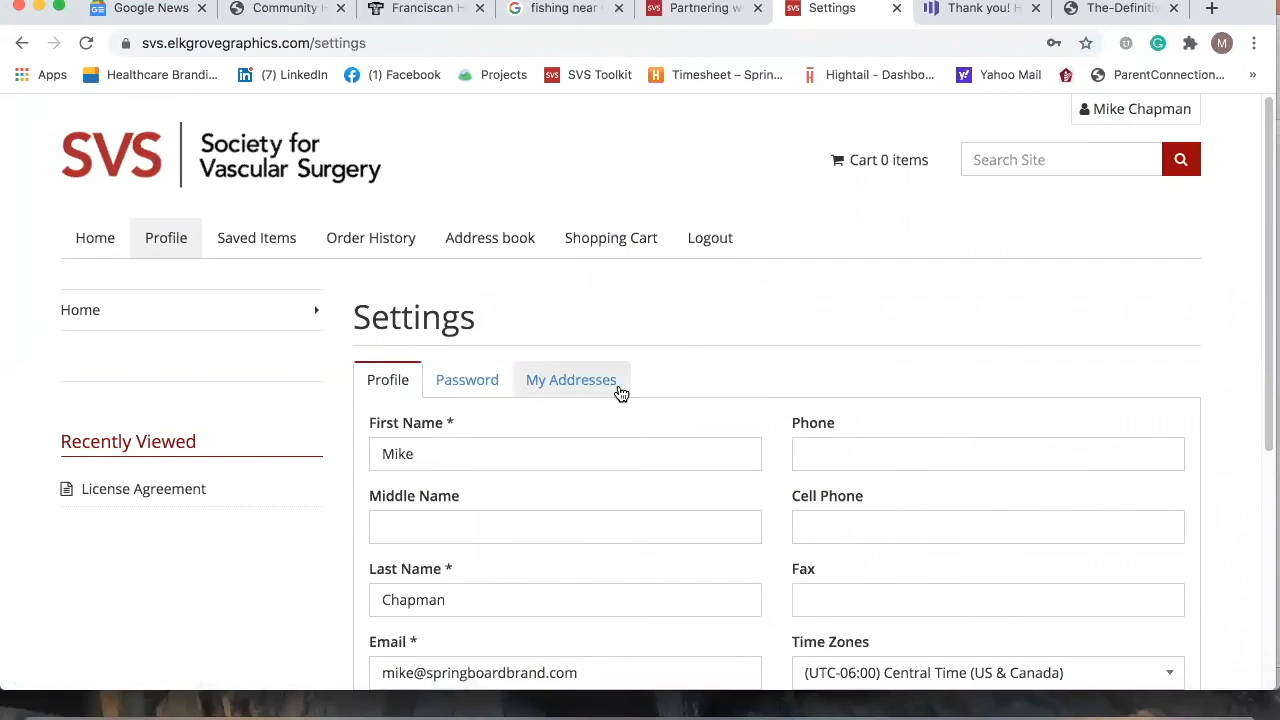 Google News
Community H
Franciscan H
fishing near
Partnering w
Settings
Thank you! H
The-Definiti
svs.elkgrovegraphics.com/settings
M
Apps
Healthcare Brandi...
(7) LinkedIn
(1) Facebook
Projects
SVS Toolkit
Timesheet – Sprin...
Hightail - Dashbo...
Yahoo Mail
ParentConnection...
»
Mike Chapman
SVS
Society for
Vascular Surgery
Cart 0 items
Search Site
Home
Profile
Saved Items
Order History
Address book
Shopping Cart
Logout
Home
Settings
Profile
Password
My Addresses
First Name *
Phone
Mike
Middle Name
Cell Phone
Last Name *
Fax
Chapman
Email *
Time Zones
mike@springboardbrand.com
(UTC-06:00) Central Time (US & Canada)
Recently Viewed
License Agreement